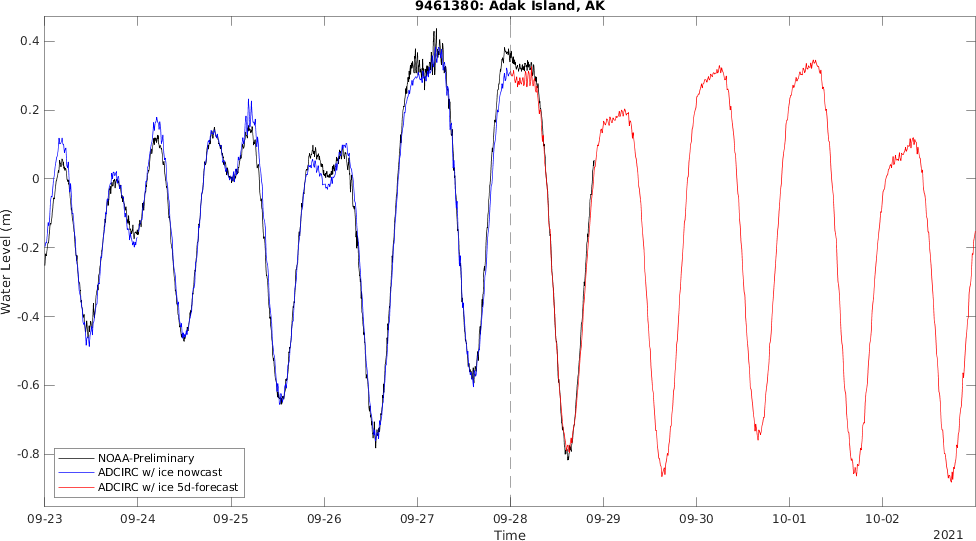 9461380: Adak Island, AK
Water Level (m)
0.4
0.2
0
-0.2
-0.4
-0.6
-0.8
NOAA-Preliminary
ADCIRC w/ ice nowcast
ADCIRC w/ ice 5d-forecast
09-23 09-24 09-25 09-26 09-27 09-28 09-29 09-30 10-01 10-02
Time
2021